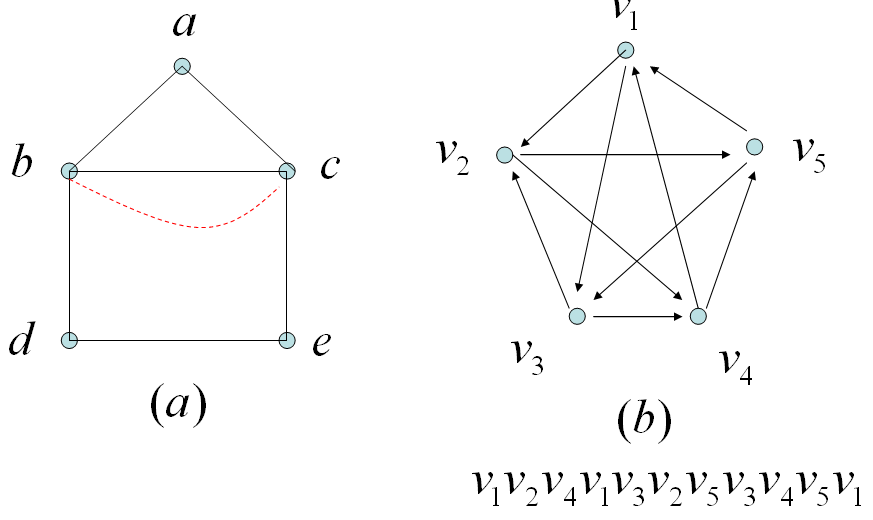 a
v₁
b
c
v₂
v₅
d
e
v₃
v₄
(a)
(b)
v₁v₂v₄v₁v₃v₂v₅v₃v₄v₅v₁